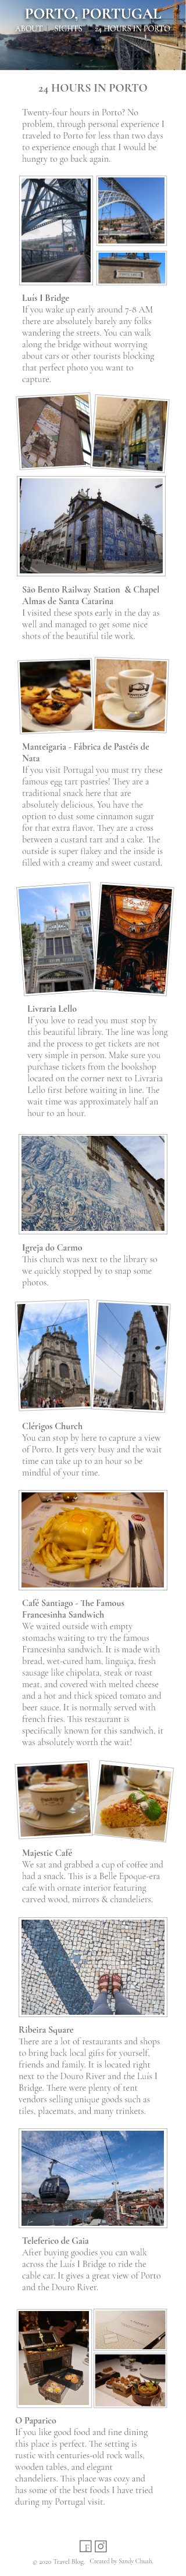 PORTO, PORTUGAL
ABOUT & SIGHTS 24 HOURS IN PORTO
24 HOURS IN PORTO
Twenty-four hours in Porto? No
problem, through personal experience I
traveled to Porto for less than two days
to experience enough that I would be
hungry to go back again.
Luís I Bridge
If you wake up early around 7-8 AM
there are absolutely barely any folks
wandering the streets. You can walk
along the bridge without worrying
about cars or other tourists blocking
that perfect photo you want to
capture.
São Bento Railway Station & Chapel
Almas de Santa Catarina
I visited these spots early in the day as
well and managed to get some nice
shots of the beautiful tile work.
Manteigaria - Fábrica de Pastéis de
Nata
If you visit Portugal you must try these
famous egg tart pastries! They are a
traditional snack here that are
absolutely delicious. You have the
option to dust some cinnamon sugar
for that extra flavor. They are a cross
between a custard tart and a cake. The
outside is super flakey and the inside is
filled with a creamy and sweet custard.
Livraria Lello
If you love to read you must stop by
this beautiful library. The line was long
and the process to get tickets are not
very simple in person. Make sure you
purchase tickets from the bookshop
located on the corner next to Livraria
Lello first before waiting in line. The
wait time was approximately half an
hour to an hour.
Igreja do Carmo
This church was next to the library so
we quickly stopped by to snap some
photos.
Clérigos Church
You can stop by here to capture a view
of Porto. It gets very busy and the wait
time can take up to an hour so be
mindful of your time.
Café Santiago - The Famous
Francesinha Sandwich
We waited outside with empty
stomachs waiting to try the famous
Francesinha sandwich. It is made with
bread, wet-cured ham, linguiça, fresh
sausage like chipolata, steak or roast
meat, and covered with melted cheese
and a hot and thick spiced tomato and
beer sauce. It is normally served with
french fries. This restaurant is
specifically known for this sandwich, it
was absolutely worth the wait!
Majestic Café
We sat and grabbed a cup of coffee and
had a snack. This is a Belle Epoque-era
cafe with ornate interior featuring
carved wood, mirrors & chandeliers.
Ribeira Square
There are a lot of restaurants and shops
to bring back local gifts for yourself,
friends and family. It is located right
next to the Douro River and the Luís I
Bridge. There were plenty of tent
vendors selling unique goods such as
tiles, placemats, and many trinkets.
Teleferico de Gaia
After buying goodies you can walk
across the Luís I Bridge to ride the
cable car. It gives a great view of Porto
and the Douro River.
O Paparico
If you like good food and fine dining
this place is perfect. The setting is
rustic with centuries-old rock walls,
wooden tables, and elegant
chandeliers. This place was cozy and
has some of the best foods I have tried
during my Portugal visit.
© 2020 Travel Blog. Created by Sandy Chuah.